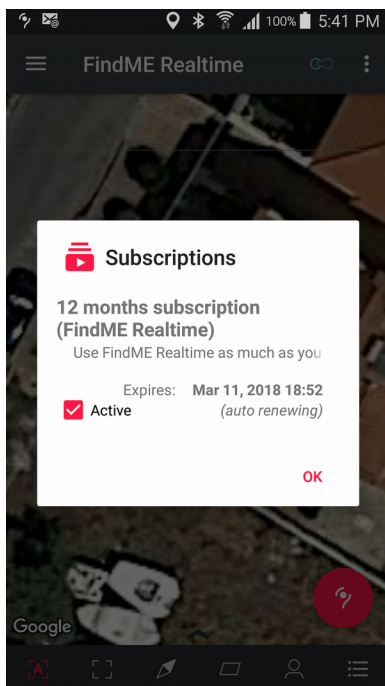 100% 5:41 PM
FindME Realtime
Subscriptions
12 months subscription
(FindME Realtime)
Use FindME Realtime as much as you
Expires: Mar 11, 2018 18:52
Active (auto renewing)
OK
Google
[A]